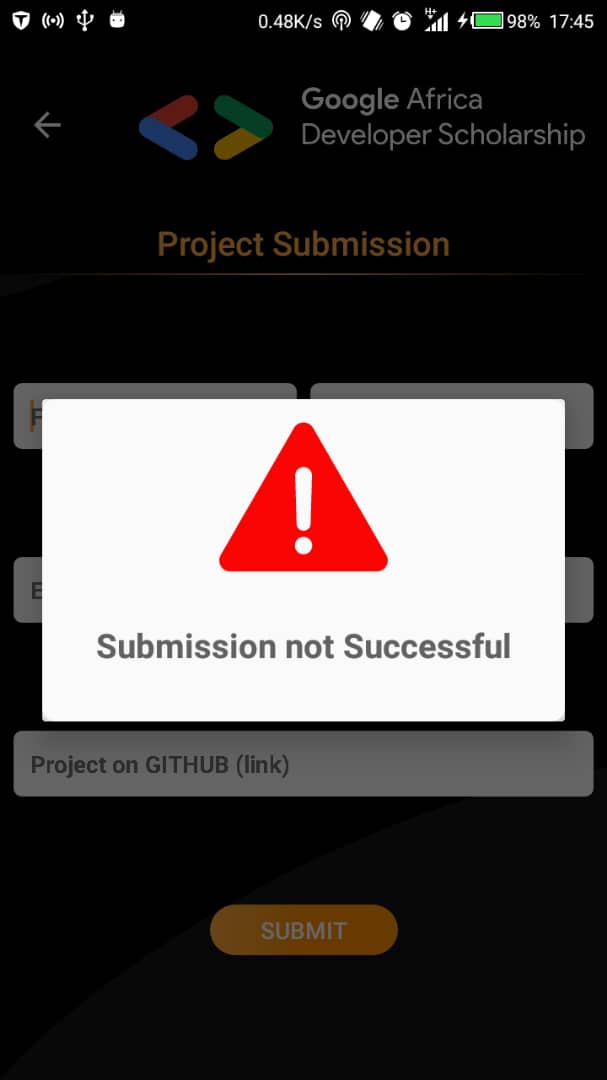 0.48K/s H+ 98% 17:45
Google Africa
Developer Scholarship
Project Submission
Submission not Successful
Project on GITHUB (link)
SUBMIT